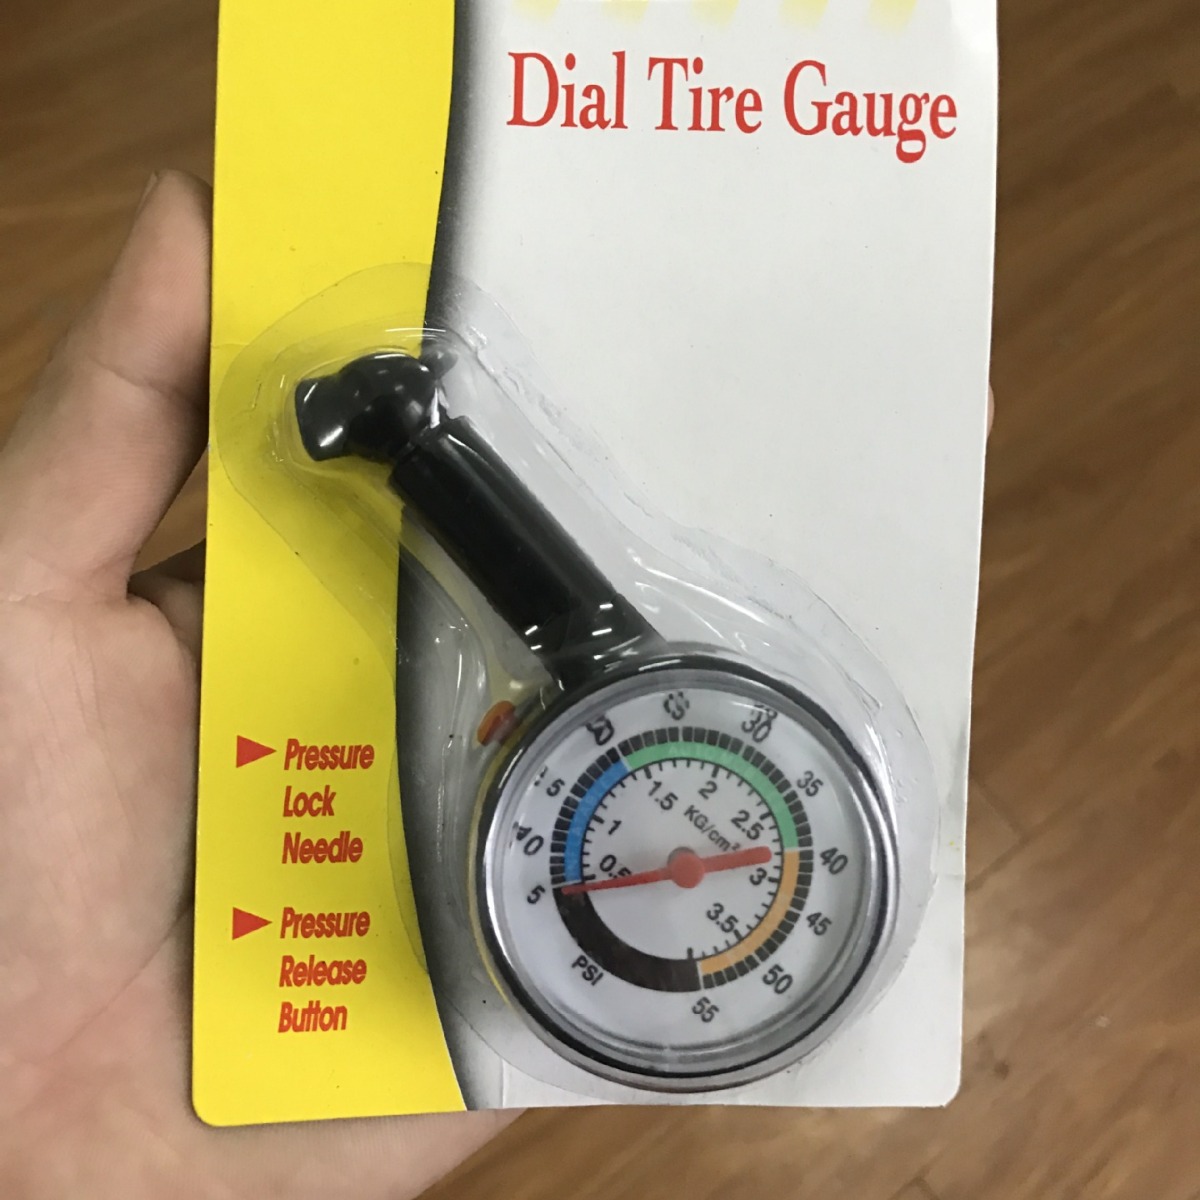 Dial Tire Gauge
Pressure
Lock
Needle
Pressure
Release
Button
30
35
40
45
50
55
5
PSI
0.5
1
1.5
2
2.5
3
3.5
KG/cm²